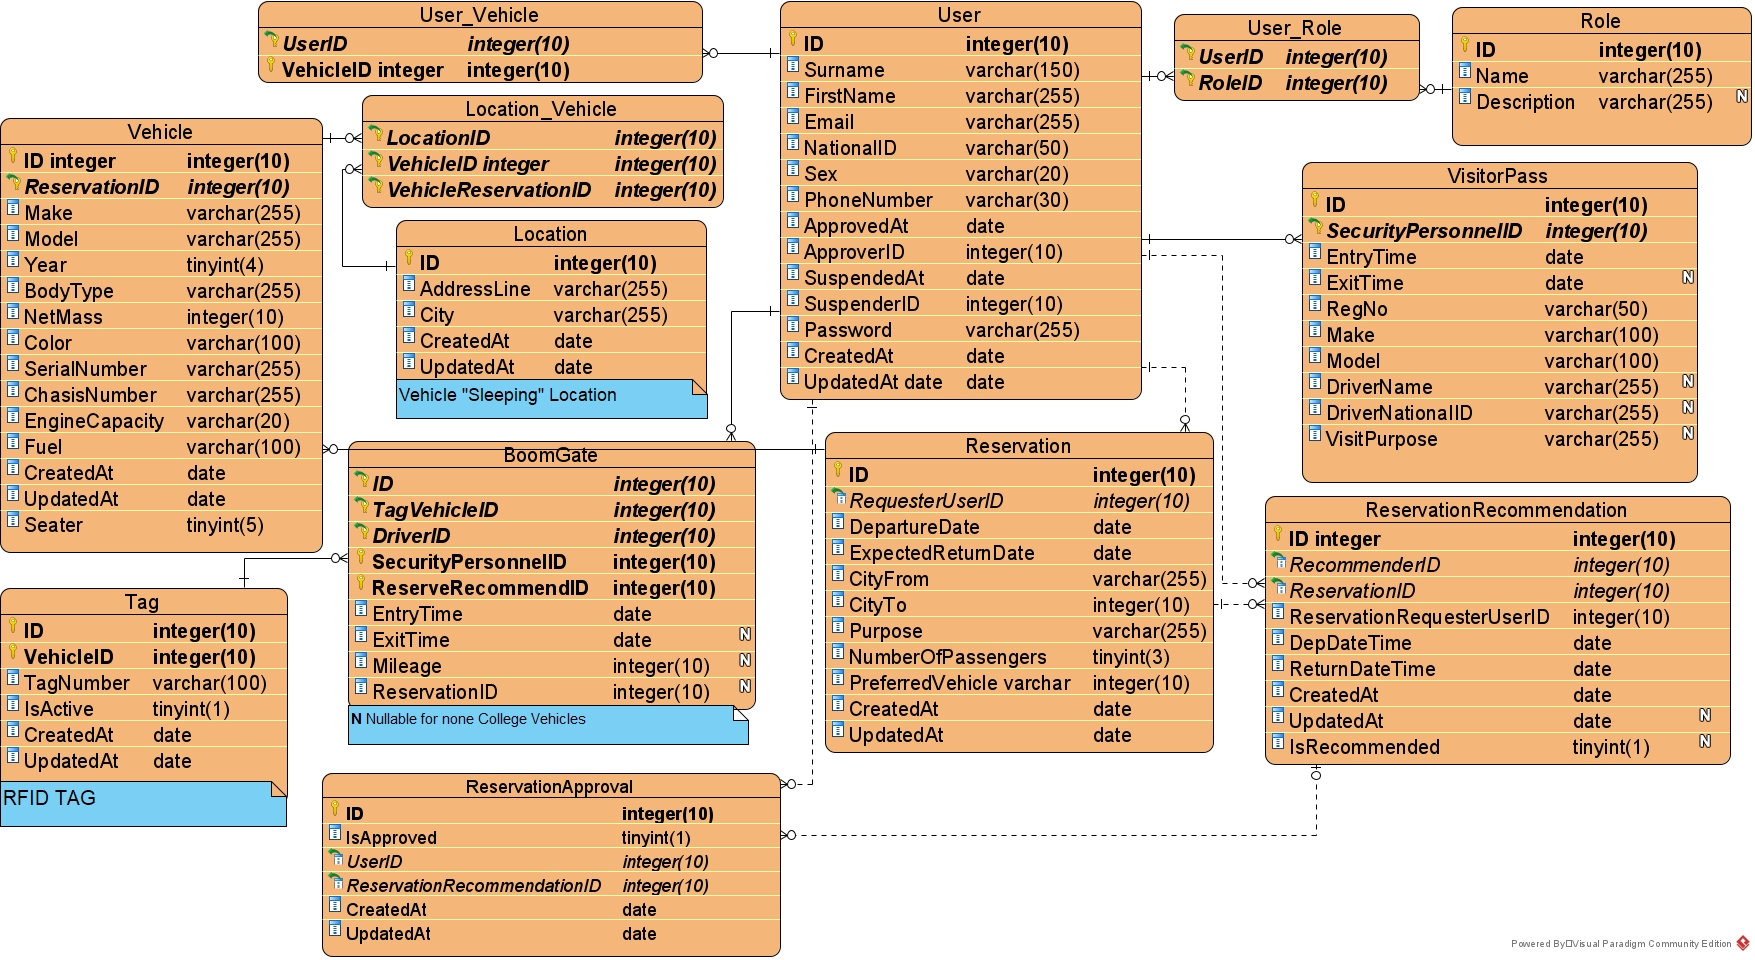 User_Vehicle
UserID integer(10)
VehicleID integer integer(10)
User
ID integer(10)
Surname varchar(150)
FirstName varchar(255)
Email varchar(255)
NationalID varchar(50)
Sex varchar(20)
PhoneNumber varchar(30)
ApprovedAt date
ApproverID integer(10)
SuspendedAt date
SuspenderID integer(10)
Password varchar(255)
CreatedAt date
UpdatedAt date date
User_Role
UserID integer(10)
RoleID integer(10)
Role
ID integer(10)
Name varchar(255)
Description varchar(255) N
Location_Vehicle
LocationID integer(10)
VehicleID integer integer(10)
VehicleReservationID integer(10)
Vehicle
ID integer integer(10)
ReservationID integer(10)
Make varchar(255)
Model varchar(255)
Year tinyint(4)
BodyType varchar(255)
NetMass integer(10)
Color varchar(100)
SerialNumber varchar(255)
ChasisNumber varchar(255)
EngineCapacity varchar(20)
Fuel varchar(100)
CreatedAt date
UpdatedAt date
Seater tinyint(5)
Location
ID integer(10)
AddressLine varchar(255)
City varchar(255)
CreatedAt date
UpdatedAt date
Vehicle "Sleeping" Location
VisitorPass
ID integer(10)
SecurityPersonnelID integer(10)
EntryTime date
ExitTime date N
RegNo varchar(50)
Make varchar(100)
Model varchar(100)
DriverName varchar(255) N
DriverNationalID varchar(255) N
VisitPurpose varchar(255) N
BoomGate
ID integer(10)
TagVehicleID integer(10)
DriverID integer(10)
SecurityPersonnelID integer(10)
ReserveRecommendID integer(10)
EntryTime date
ExitTime date N
Mileage integer(10) N
ReservationID integer(10) N
N Nullable for none College Vehicles
Reservation
ID integer(10)
RequesterUserID integer(10)
DepartureDate date
ExpectedReturnDate date
CityFrom varchar(255)
CityTo integer(10)
Purpose varchar(255)
NumberOfPassengers tinyint(3)
PreferredVehicle varchar integer(10)
CreatedAt date
UpdatedAt date
ReservationRecommendation
ID integer integer(10)
RecommenderID integer(10)
ReservationID integer(10)
ReservationRequesterUserID integer(10)
DepDateTime date
ReturnDateTime date
CreatedAt date
UpdatedAt date N
IsRecommended tinyint(1) N
Tag
ID integer(10)
VehicleID integer(10)
TagNumber varchar(100)
IsActive tinyint(1)
CreatedAt date
UpdatedAt date
RFID TAG
ReservationApproval
ID integer(10)
IsApproved tinyint(1)
UserID integer(10)
ReservationRecommendationID integer(10)
CreatedAt date
UpdatedAt date
Powered By Visual Paradigm Community Edition